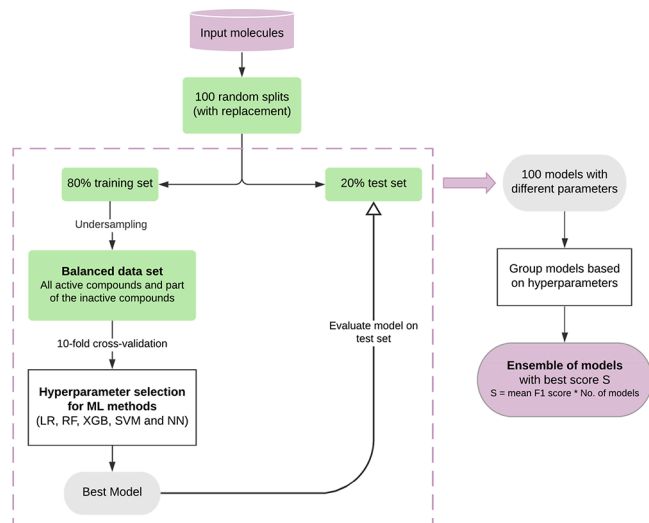 Input molecules
100 random splits
(with replacement)
80% training set
20% test set
Undersampling
Balanced data set
All active compounds and part
of the inactive compounds
10-fold cross-validation
Hyperparameter selection
for ML methods
(LR, RF, XGB, SVM and NN)
Best Model
Evaluate model on
test set
100 models with
different parameters
Group models based
on hyperparameters
Ensemble of models
with best score S
S = mean F1 score * No. of models